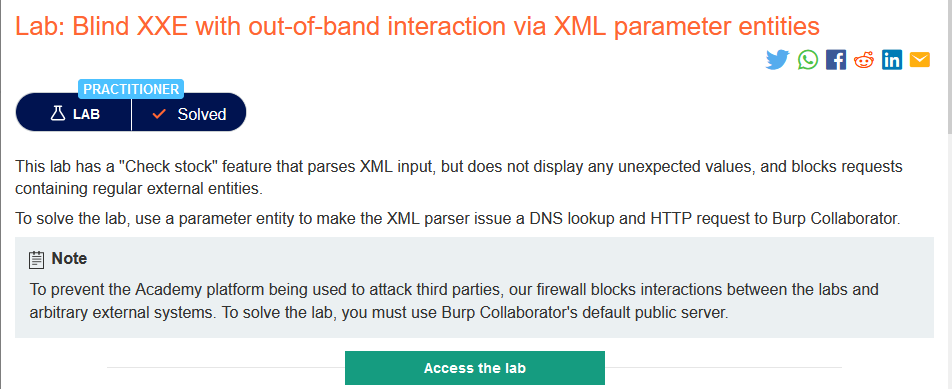 Lab: Blind XXE with out-of-band interaction via XML parameter entities
PRACTITIONER
LAB
Solved
This lab has a "Check stock" feature that parses XML input, but does not display any unexpected values, and blocks requests
containing regular external entities.
To solve the lab, use a parameter entity to make the XML parser issue a DNS lookup and HTTP request to Burp Collaborator.
Note
To prevent the Academy platform being used to attack third parties, our firewall blocks interactions between the labs and
arbitrary external systems. To solve the lab, you must use Burp Collaborator's default public server.
Access the lab